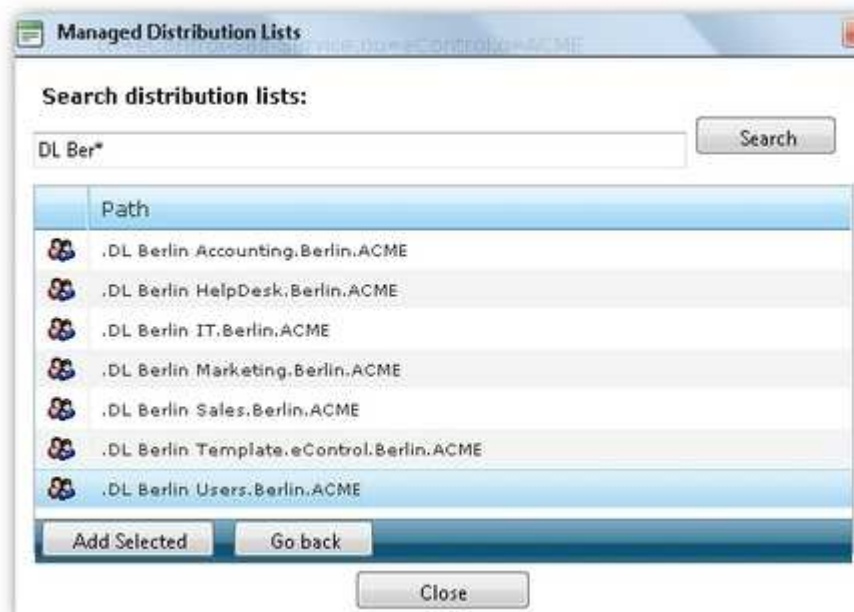 Managed Distribution Lists
Search distribution lists:
DL Ber*
Search
Path
.DL Berlin Accounting.Berlin.ACME
.DL Berlin HelpDesk.Berlin.ACME
.DL Berlin IT.Berlin.ACME
.DL Berlin Marketing.Berlin.ACME
.DL Berlin Sales.Berlin.ACME
.DL Berlin Template.eControl.Berlin.ACME
.DL Berlin Users.Berlin.ACME
Add Selected Go back
Close